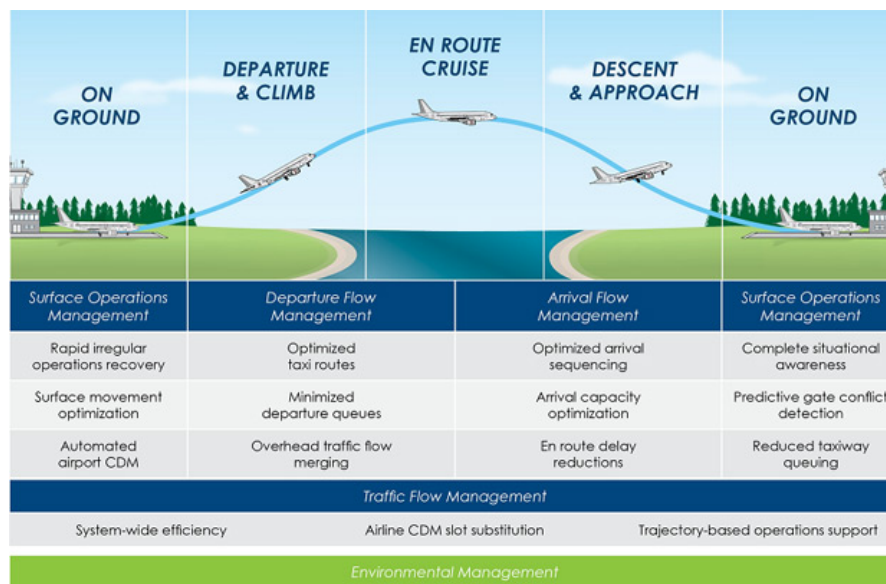 ON
GROUND
DEPARTURE
& CLIMB
EN ROUTE
CRUISE
DESCENT
& APPROACH
ON
GROUND
Surface Operations
Management
Departure Flow
Management
Arrival Flow
Management
Surface Operations
Management
Rapid irregular
operations recovery
Optimized
taxi routes
Optimized arrival
sequencing
Complete situational
awareness
Surface movement
optimization
Minimized
departure queues
Arrival capacity
optimization
Predictive gate conflict
detection
Automated
airport CDM
Overhead traffic flow
merging
En route delay
reductions
Reduced taxiway
queuing
Traffic Flow Management
System-wide efficiency
Airline CDM slot substitution
Trajectory-based operations support
Environmental Management